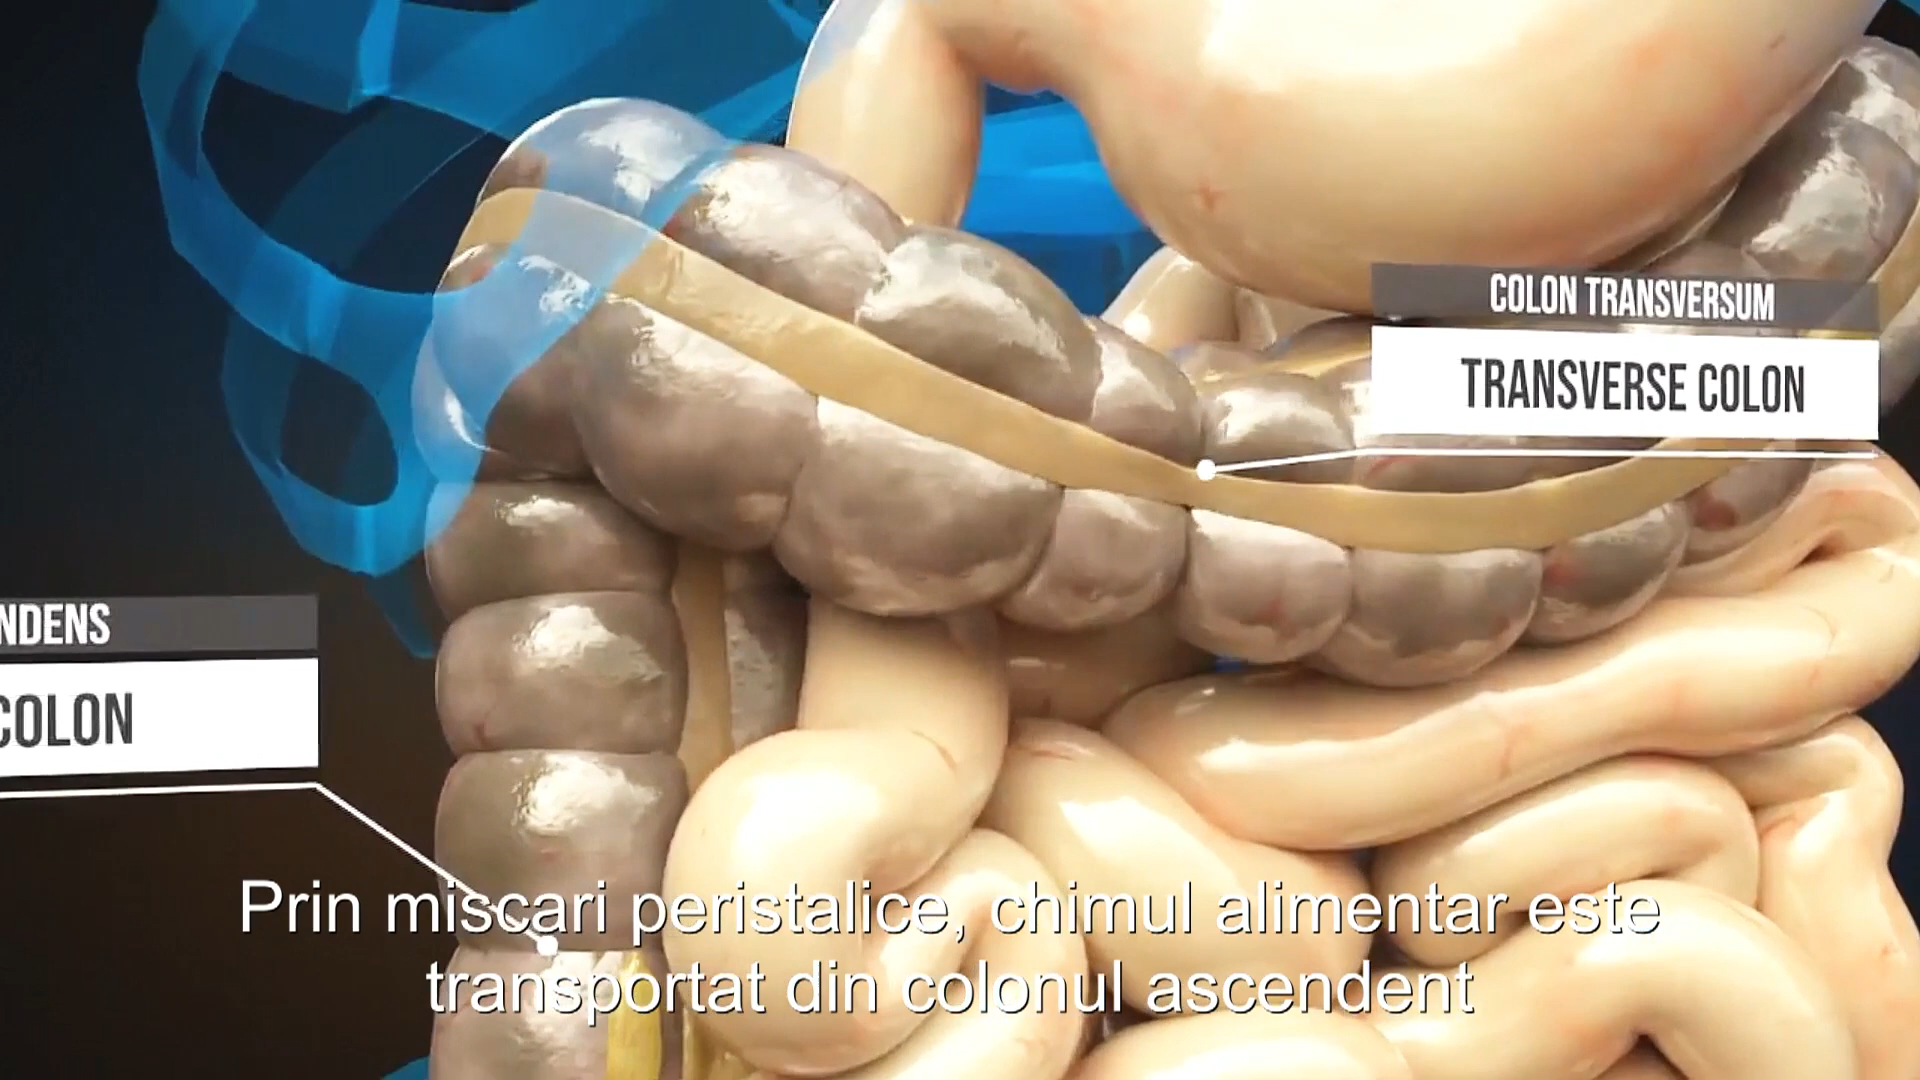 COLON TRANSVERSUM
TRANSVERSE COLON
NDENS
COLON
Prin miscari peristalice, chimul alimentar este
transportat din colonul ascendent